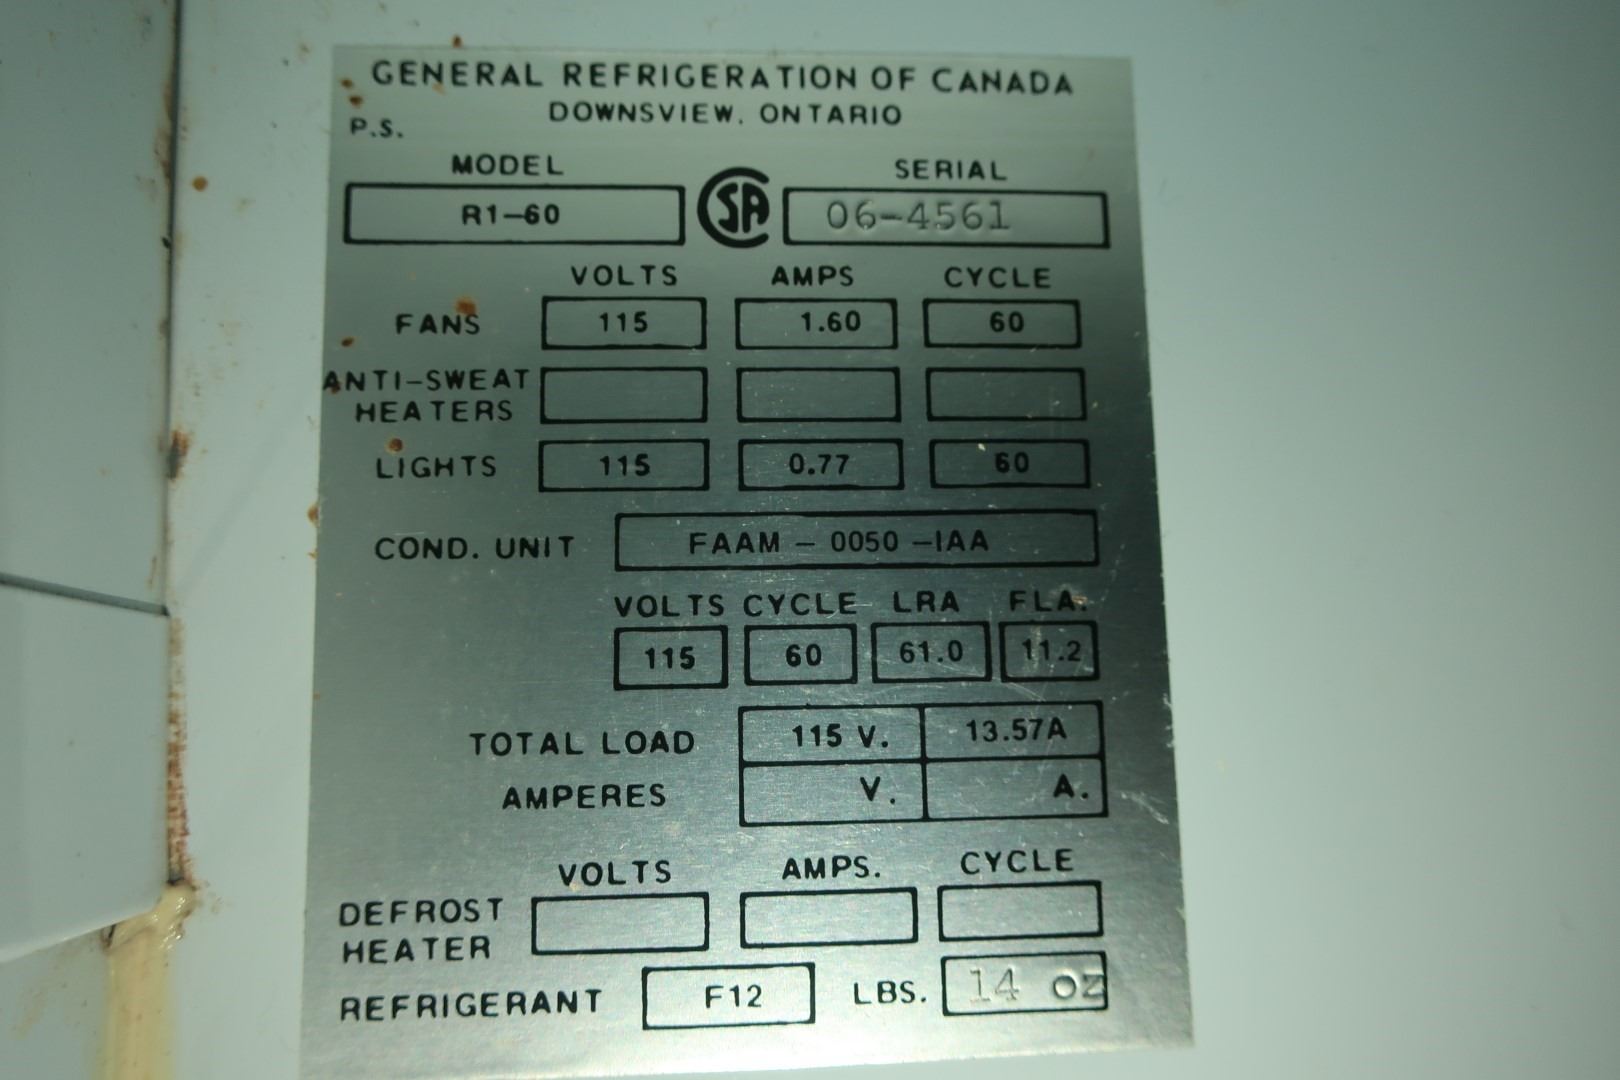 GENERAL REFRIGERATION OF CANADA
DOWNSVIEW, ONTARIO
P.S.
MODEL SERIAL
R1-60 SA 06-4561
VOLTS AMPS CYCLE
FANS 115 1.60 60
ANTI-SWEAT
HEATERS
LIGHTS 115 0.77 60
COND. UNIT FAAM - 0050 -IAA
VOLTS CYCLE LRA FLA.
115 60 61.0 11.2
TOTAL LOAD 115 V. 13.57A
AMPERES V. A.
VOLTS AMPS. CYCLE
DEFROST
HEATER
REFRIGERANT F12 LBS. 14 oz